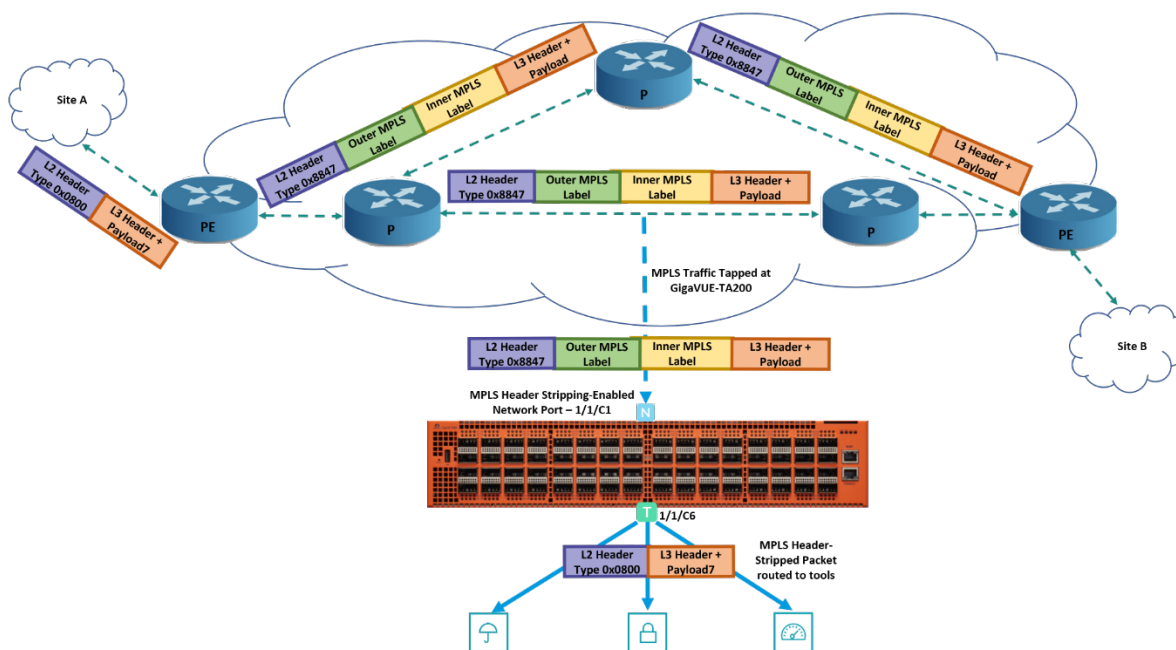 L3 Header +
Payload
Inner MPLS
Label
Outer MPLS
Label
L2 Header
Type 0x8847
P
L2 Header
Type 0x8847
Outer MPLS
Label
Inner MPLS
Label
L3 Header +
Payload
Site A
L2 Header
Type 0x0800
L3 Header +
Payload7
PE
P
L2 Header
Type 0x8847
Outer MPLS
Label
Inner MPLS
Label
L3 Header +
Payload
P
PE
MPLS Traffic Tapped at
GigaVUE-TA200
Site B
L2 Header
Type 0x8847
Outer MPLS
Label
Inner MPLS
Label
L3 Header +
Payload
MPLS Header Stripping-Enabled
Network Port – 1/1/C1
N
T
1/1/C6
L2 Header
Type 0x0800
L3 Header +
Payload7
MPLS Header-
Stripped Packet
routed to tools